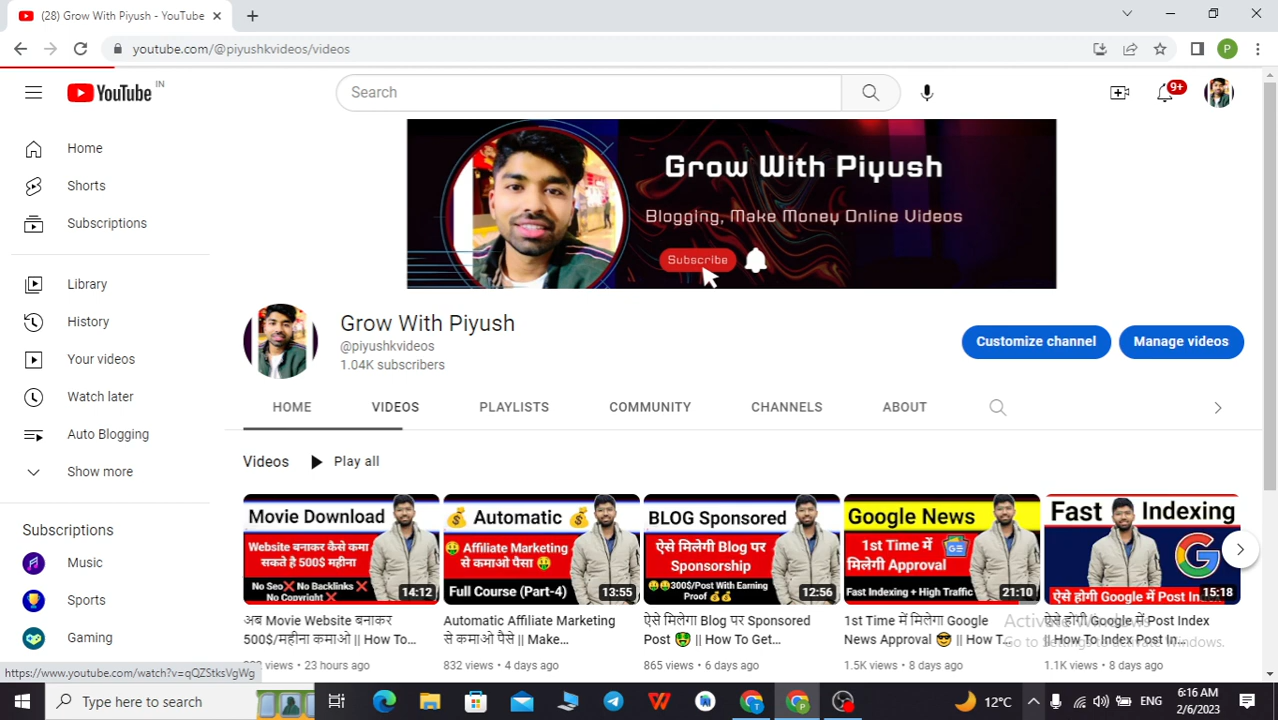 (28) Grow With Piyush - YouTube
youtube.com/@piyushkvideos/videos
P
YouTube IN
Search
9+
Home
Shorts
Subscriptions
Library
History
Your videos
Watch later
Auto Blogging
Show more
Subscriptions
Music
Sports
Gaming
Grow With Piyush
Blogging, Make Money Online Videos
Subscribe
Grow With Piyush
@piyushkvideos
1.04K subscribers
Customize channel
Manage videos
HOME VIDEOS PLAYLISTS COMMUNITY CHANNELS ABOUT
Videos Play all
Movie Download
Website बनाकर कैसे कमा
सकते है 500$ महीना
No Seo❌ No Backlinks ❌
No Copyright ❌
14:12
अब Movie Website बनाकर
500$/महीना कमाओ || How To...
views • 23 hours ago
💰 Automatic 💰
🤑 Affiliate Marketing
से कमाओ पैसा 🤑
Full Course (Part-4)
13:55
Automatic Affiliate Marketing
से कमाओ पैसे || Make...
832 views • 4 days ago
BLOG Sponsored
ऐसे मिलेगी Blog पर
Sponsorship
🤑🤑300$/Post With Earning
Proof 💰💰
12:56
ऐसे मिलेगा Blog पर Sponsored
Post 🤑 || How To Get...
865 views • 6 days ago
Google News
1st Time में
मिलेगी Approval
Fast Indexing + High Traffic
21:10
1st Time में मिलेगी Google
News Approval 😎 || How T...
1.5K views • 8 days ago
Fast Indexing
G
ऐसे होगी Google में Post In
15:18
ऐसे होगी Google में Post Index
|| How To Index Post In...
1.1K views • 8 days ago
Activate Windows
Go to Settings to activate Windows.
https://www.youtube.com/watch?v=qQZStksVgWg
Type here to search
T
P
12°C
ENG
6:16 AM
2/6/2023